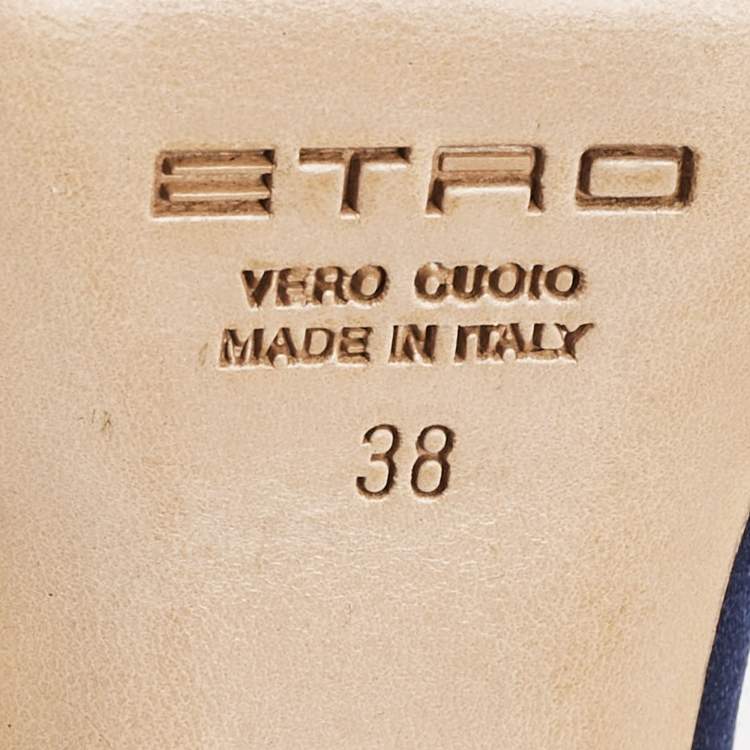 ETRO
VERO CUOIO
MADE IN ITALY
38